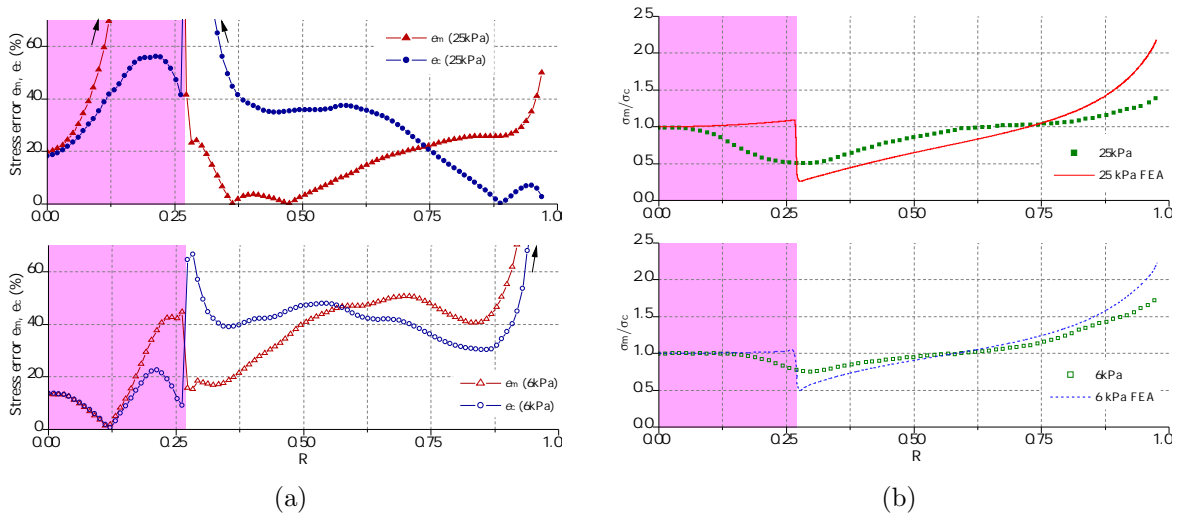 Stress error em, ec (%)
60
40
20
0
0.00 0.25 0.50 0.75 1.0
em (25kPa)
ec (25kPa)
Stress error em, ec (%)
60
40
20
0
0.00 0.25 0.50 0.75 1.0
R
em (6kPa)
ec (6kPa)
(a)
σm/σc
2.5
2.0
1.5
1.0
0.5
0.0
0.00 0.25 0.50 0.75 1.0
25kPa
25 kPa FEA
σm/σc
2.5
2.0
1.5
1.0
0.5
0.0
0.00 0.25 0.50 0.75 1.0
R
6kPa
6 kPa FEA
(b)